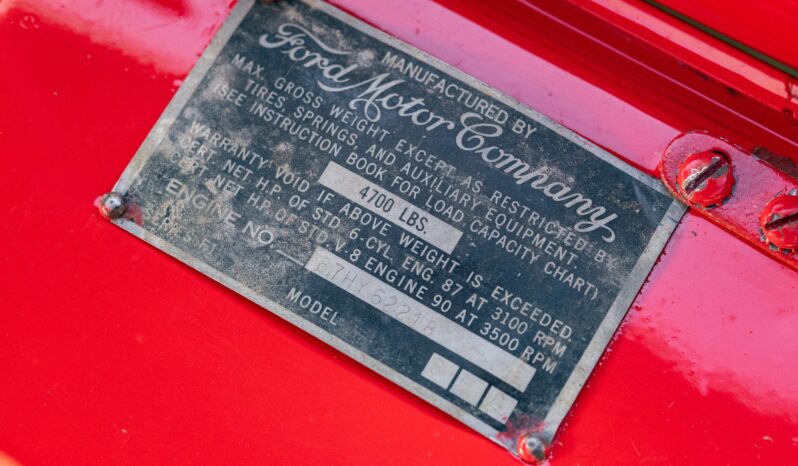 MANUFACTURED BY
Ford Motor Company
MAX. GROSS WEIGHT EXCEPT AS RESTRICTED BY
TIRES, SPRINGS, AND AUXILIARY EQUIPMENT.
(SEE INSTRUCTION BOOK FOR LOAD CAPACITY CHART)
4700 LBS.
WARRANTY VOID IF ABOVE WEIGHT IS EXCEEDED.
CERT. NET H.P. OF STD. 6 CYL. ENG. 87 AT 3100 RPM
CERT. NET H.P. OF STD. V.8 ENGINE 90 AT 3500 RPM
ENGINE NO.
87HY 62218
MODEL